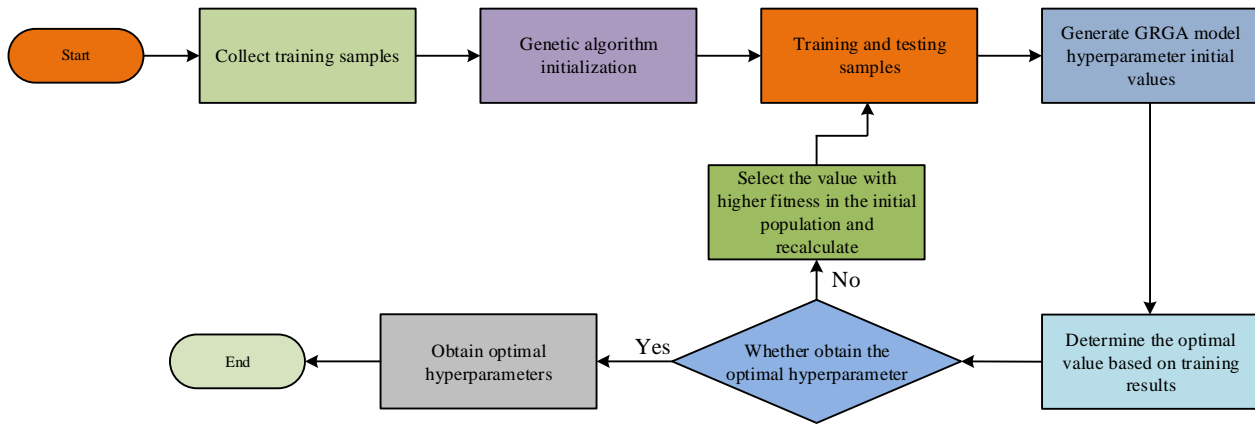 Start
Collect training samples
Genetic algorithm
initialization
Training and testing
samples
Generate GRGA model
hyperparameter initial
values
Select the value with
higher fitness in the initial
population and
recalculate
No
Determine the optimal
value based on training
results
Whether obtain the
optimal hyperparameter
Yes
Obtain optimal
hyperparameters
End